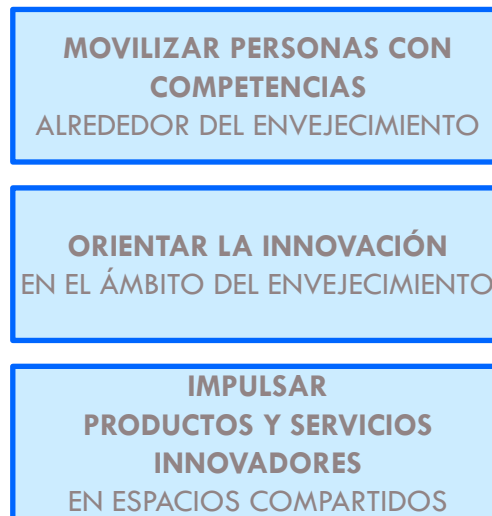 MOVILIZAR PERSONAS CON
COMPETENCIAS
ALREDEDOR DEL ENVEJECIMIENTO
ORIENTAR LA INNOVACIÓN
EN EL ÁMBITO DEL ENVEJECIMIENTO
IMPULSAR
PRODUCTOS Y SERVICIOS
INNOVADORES
EN ESPACIOS COMPARTIDOS